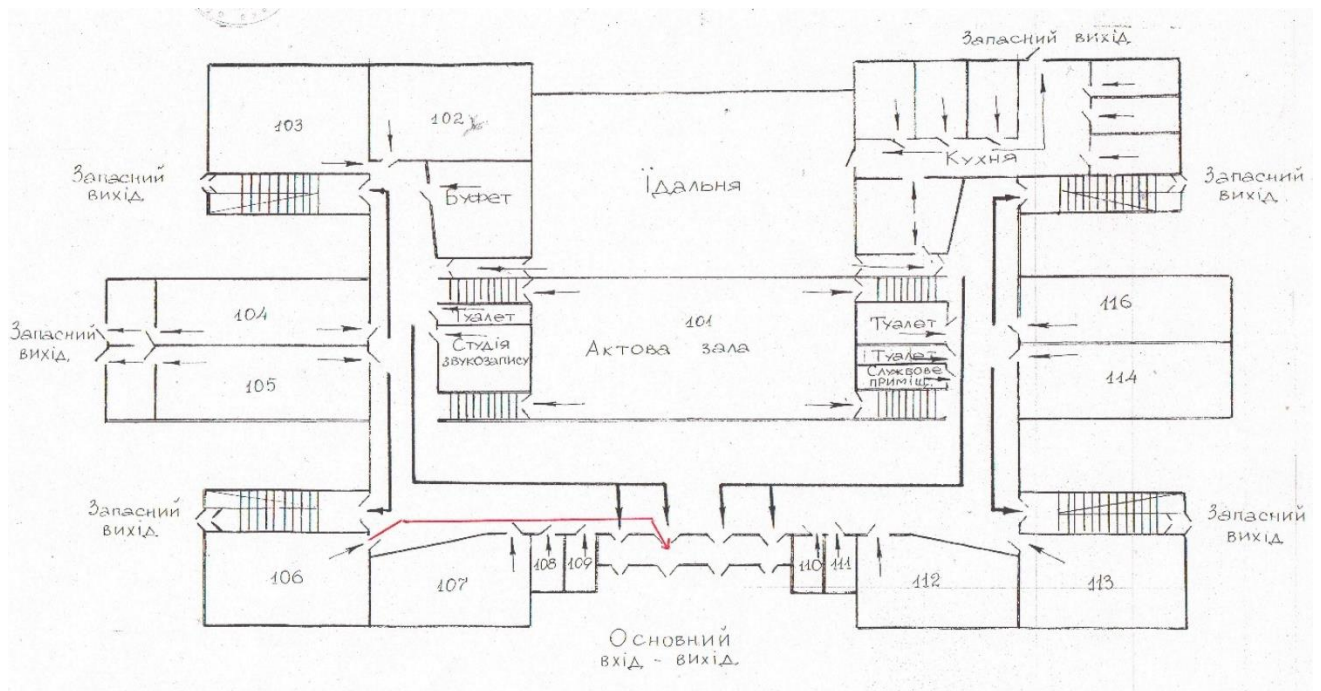 Запасний вихід
103
102
Їдальня
Кухня
Запасний
вихід
Буфет
Запасний
вихід
104
Туалет
101
Туалет
116
Запасний
вихід
Студія
звукозапису
Актова зала
Туалет
Службове
приміщ.
105
114
Запасний
вихід
Запасний
вихід
106
107
108
109
110
111
112
113
Основний
вхід - вихід